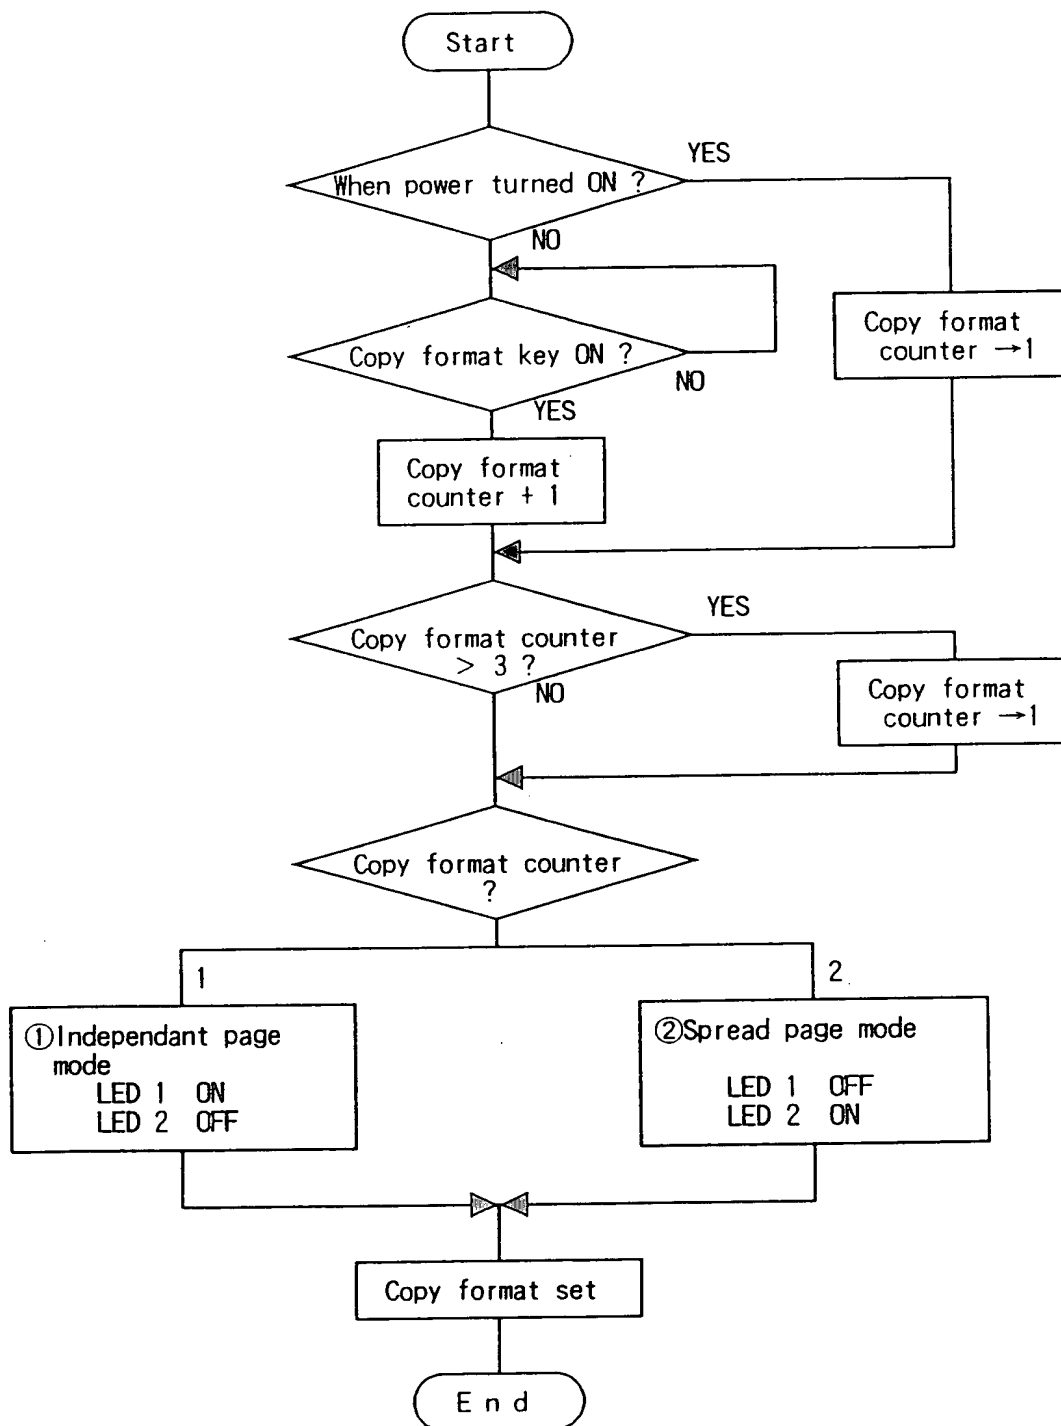 Start
When power turned ON ?
YES
NO
Copy format
counter →1
Copy format key ON ?
NO
YES
Copy format
counter + 1
Copy format counter
> 3 ?
YES
NO
Copy format
counter →1
Copy format counter
?
1
2
①Independant page
mode
LED 1 ON
LED 2 OFF
②Spread page mode
LED 1 OFF
LED 2 ON
Copy format set
End